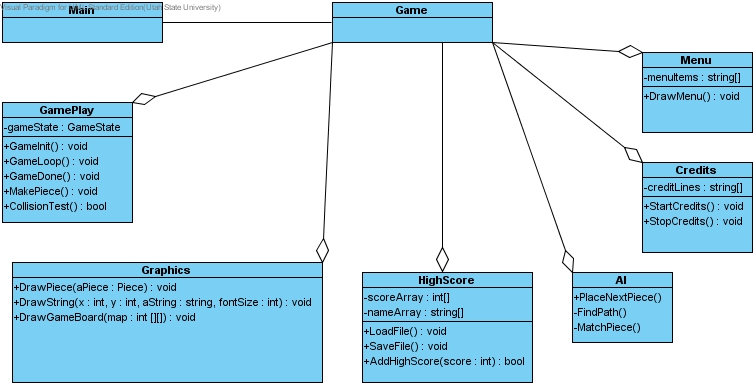 Visual Paradigm for UML Standard Edition(Utah State University)
Main
Game
Menu
-menuItems : string[]
+DrawMenu() : void
GamePlay
-gameState : GameState
+GameInit() : void
+GameLoop() : void
+GameDone() : void
+MakePiece() : void
+CollisionTest() : bool
Credits
-creditLines : string[]
+StartCredits() : void
+StopCredits() : void
Graphics
+DrawPiece(aPiece : Piece) : void
+DrawString(x : int, y : int, aString : string, fontSize : int) : void
+DrawGameBoard(map : int [][]) : void
HighScore
-scoreArray : int[]
-nameArray : string[]
+LoadFile() : void
+SaveFile() : void
+AddHighScore(score : int) : bool
AI
+PlaceNextPiece()
-FindPath()
-MatchPiece()